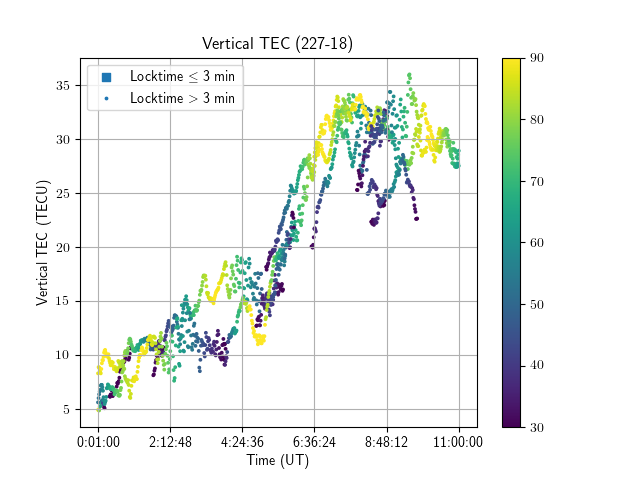 Vertical TEC (227-18)
Locktime ≤ 3 min
Locktime > 3 min
Vertical TEC (TECU)
35
30
25
20
15
10
5
0:01:00 2:12:48 4:24:36 6:36:24 8:48:12 11:00:00
Time (UT)
90
80
70
60
50
40
30